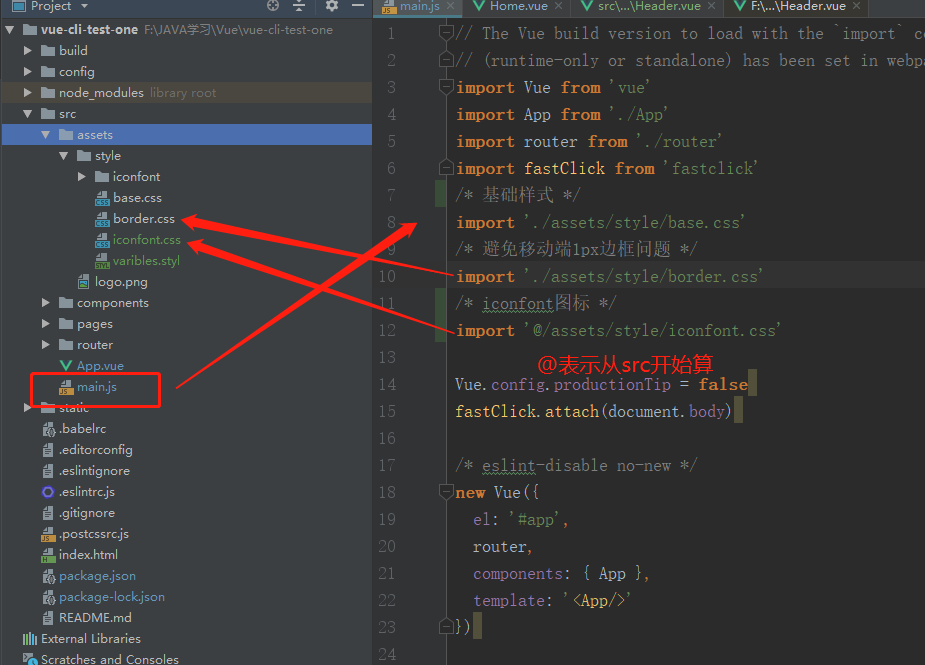 Project
vue-cli-test-one F:\JAVA学习\Vue\vue-cli-test-one
build
config
node_modules library root
src
assets
style
iconfont
base.css
border.css
iconfont.css
varibles.styl
logo.png
components
pages
router
App.vue
main.js
static
.babelrc
.editorconfig
.eslintignore
.eslintrc.js
.gitignore
.postcssrc.js
index.html
package.json
package-lock.json
README.md
External Libraries
Scratches and Consoles
main.js
Home.vue
src\...\Header.vue
F:\...\Header.vue
1 // The Vue build version to load with the `import` c
2 // (runtime-only or standalone) has been set in webpa
3 import Vue from 'vue'
4 import App from './App'
5 import router from './router'
6 import fastClick from 'fastclick'
7 /* 基础样式 */
8 import './assets/style/base.css'
9 /* 避免移动端1px边框问题 */
10 import './assets/style/border.css'
11 /* iconfont图标 */
12 import '@/assets/style/iconfont.css'
13
@表示从src开始算
14 Vue.config.productionTip = false
15 fastClick.attach(document.body)
16
17 /* eslint-disable no-new */
18 new Vue({
19 el: '#app',
20 router,
21 components: { App },
22 template: '<App/>'
23 })
24